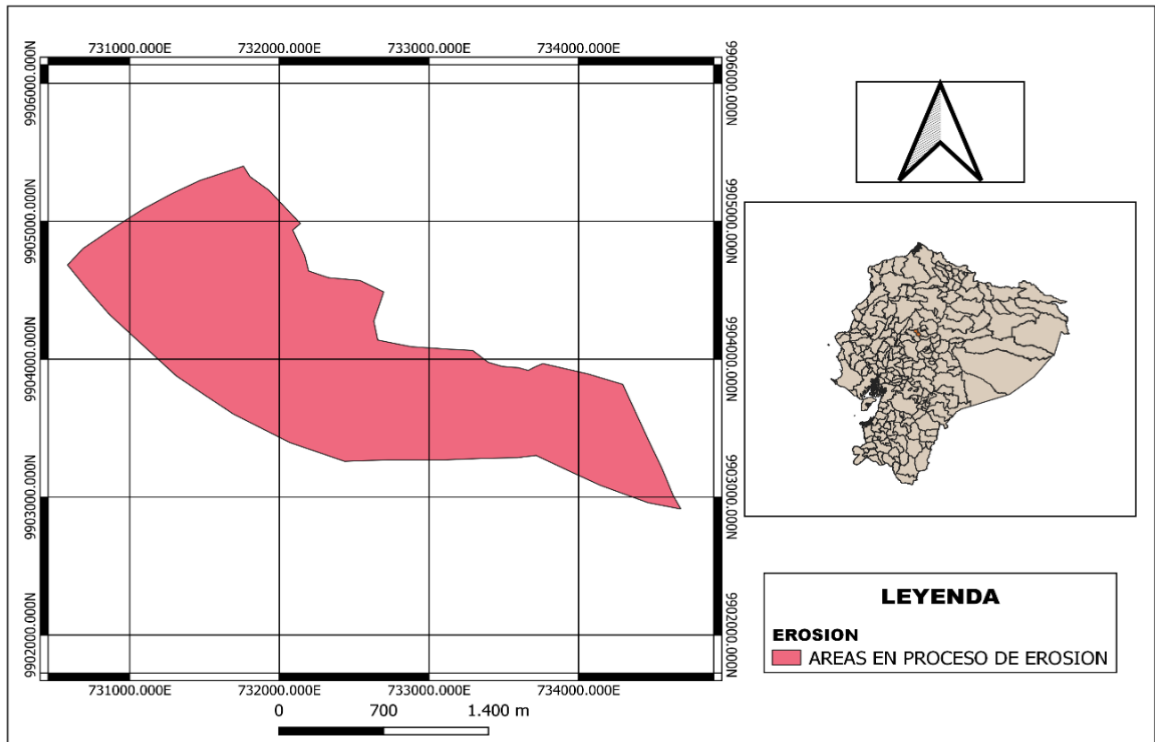 731000.000E 732000.000E 733000.000E 734000.000E
9906000.000N
9905000.000N
9904000.000N
9903000.000N
9902000.000N
9906000.000N
9905000.000N
9904000.000N
9903000.000N
9902000.000N
731000.000E 732000.000E 733000.000E 734000.000E
0 700 1.400 m
LEYENDA
EROSION
AREAS EN PROCESO DE EROSION